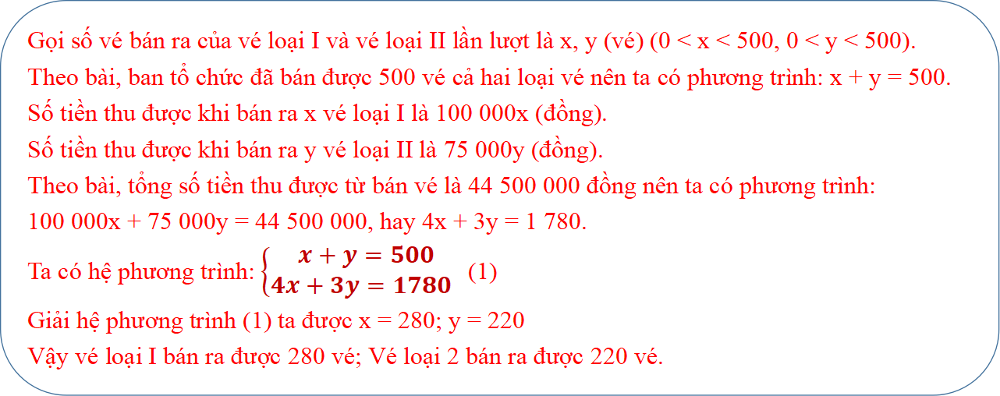 Gọi số vé bán ra của vé loại I và vé loại II lần lượt là x, y (vé) (0 < x < 500, 0 < y < 500).
Theo bài, ban tổ chức đã bán được 500 vé cả hai loại vé nên ta có phương trình: x + y = 500.
Số tiền thu được khi bán ra x vé loại I là 100 000x (đồng).
Số tiền thu được khi bán ra y vé loại II là 75 000y (đồng).
Theo bài, tổng số tiền thu được từ bán vé là 44 500 000 đồng nên ta có phương trình:
100 000x + 75 000y = 44 500 000, hay 4x + 3y = 1 780.
Ta có hệ phương trình: { x + y = 500
4x + 3y = 1780 (1)
Giải hệ phương trình (1) ta được x = 280; y = 220
Vậy vé loại I bán ra được 280 vé; Vé loại 2 bán ra được 220 vé.